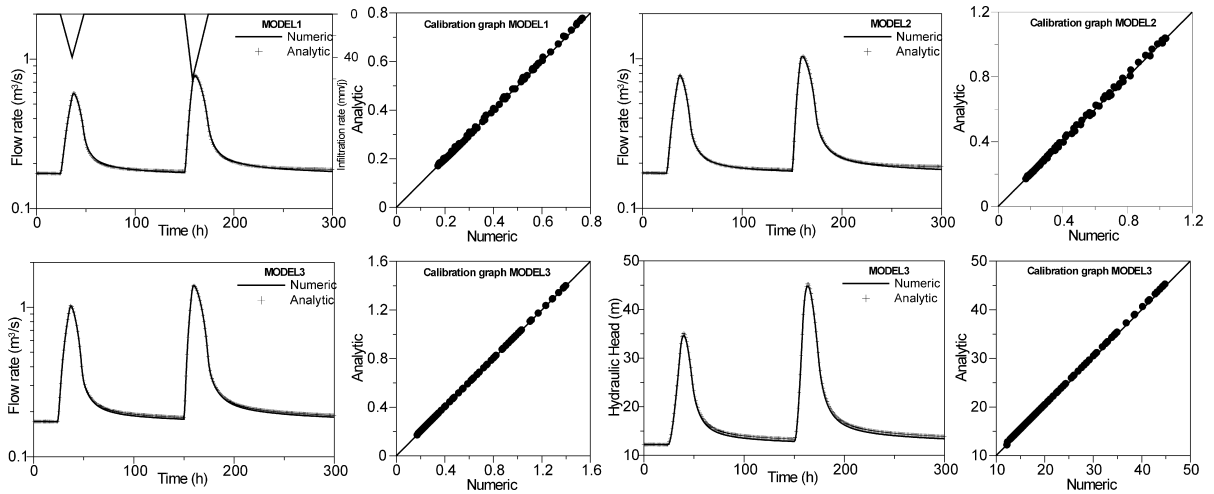 MODEL1
Numeric
Analytic
1
0.1
Flow rate (m³/s)
0 100 200 300
Time (h)
0
40
Infiltration rate (mm/j)
Calibration graph MODEL1
0.8
0.6
0.4
0.2
0
Analytic
0 0.2 0.4 0.6 0.8
Numeric
MODEL2
Numeric
Analytic
1
0.1
Flow rate (m³/s)
0 100 200 300
Time (h)
Calibration graph MODEL2
1.2
0.8
0.4
0
Analytic
0 0.4 0.8 1.2
Numeric
MODEL3
Numeric
Analytic
1
0.1
Flow rate (m³/s)
0 100 200 300
Time (h)
Calibration graph MODEL3
1.6
1.2
0.8
0.4
0
Analytic
0 0.4 0.8 1.2 1.6
Numeric
MODEL3
Numeric
Analytic
50
40
30
20
10
Hydraulic Head (m)
0 100 200 300
Time (h)
Calibration graph MODEL3
50
40
30
20
10
Analytic
10 20 30 40 50
Numeric